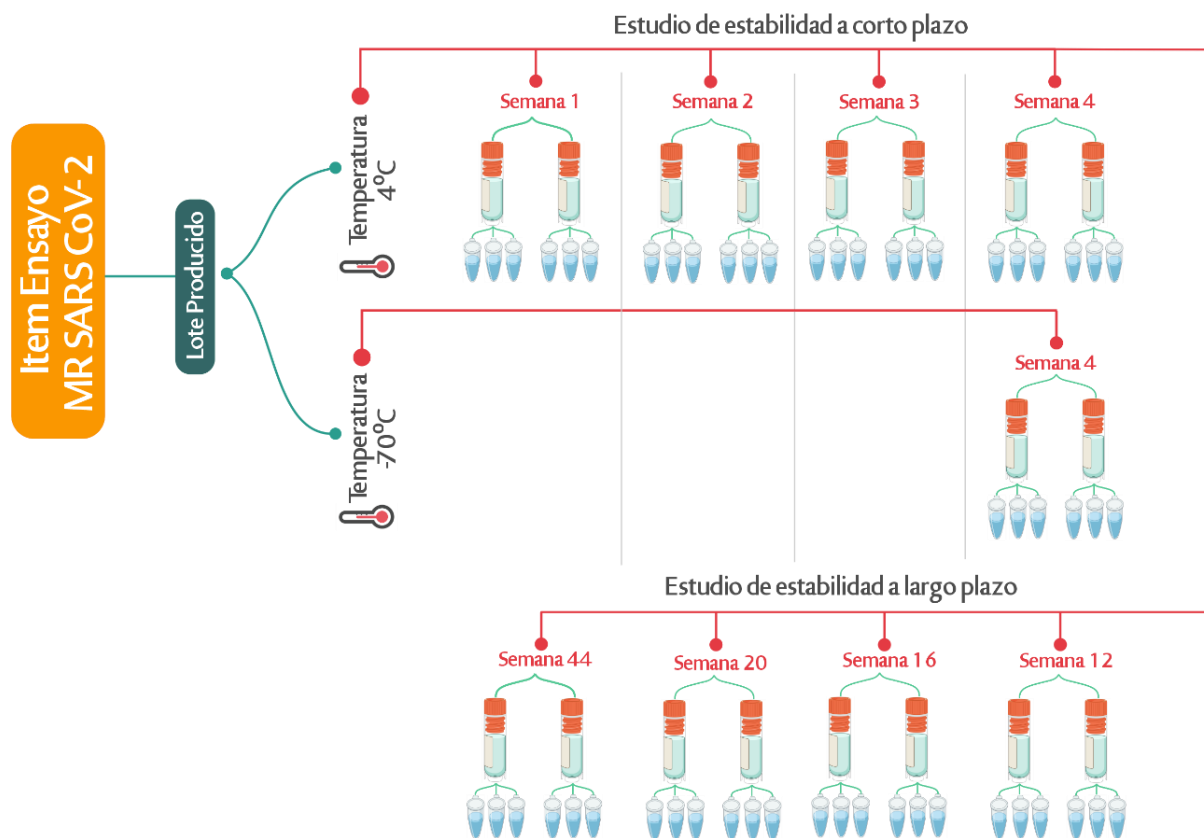 Item Ensayo
MR SARS CoV-2
Lote Producido
Estudio de estabilidad a corto plazo
Temperatura
4ºC
Semana 1
Semana 2
Semana 3
Semana 4
Temperatura
-70ºC
Semana 4
Estudio de estabilidad a largo plazo
Semana 44
Semana 20
Semana 16
Semana 12